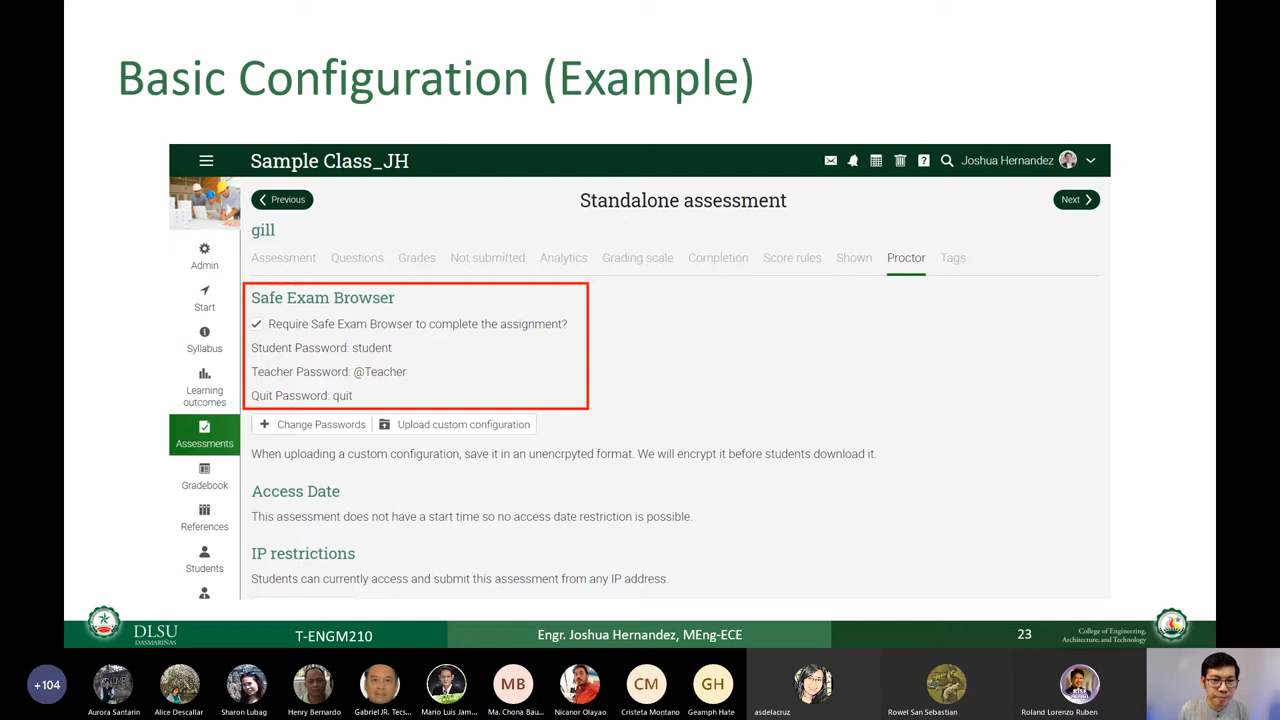 Basic Configuration (Example)
Sample Class_JH
Joshua Hernandez
Previous
Standalone assessment
Next
gill
Assessment Questions Grades Not submitted Analytics Grading scale Completion Score rules Shown Proctor Tags
Admin
Start
Syllabus
Learning
outcomes
Assessments
Gradebook
References
Students
Safe Exam Browser
Require Safe Exam Browser to complete the assignment?
Student Password: student
Teacher Password: @Teacher
Quit Password: quit
Change Passwords Upload custom configuration
When uploading a custom configuration, save it in an unencrpyted format. We will encrypt it before students download it.
Access Date
This assessment does not have a start time so no access date restriction is possible.
IP restrictions
Students can currently access and submit this assessment from any IP address.
DLSU
DASMARIÑAS
T-ENGM210
Engr. Joshua Hernandez, MEng-ECE
23
College of Engineering,
Architecture, and Technology
+104
MB CM GH
Aurora Santarin Alice Descallar Sharon Lubag Henry Bernardo Gabriel JR. Tecs... Mario Luis Jam... Ma. Chona Bau... Nicanor Olayao Cristeta Montano Geamph Hate asdelacruz Rowel San Sebastian Roland Lorenzo Ruben